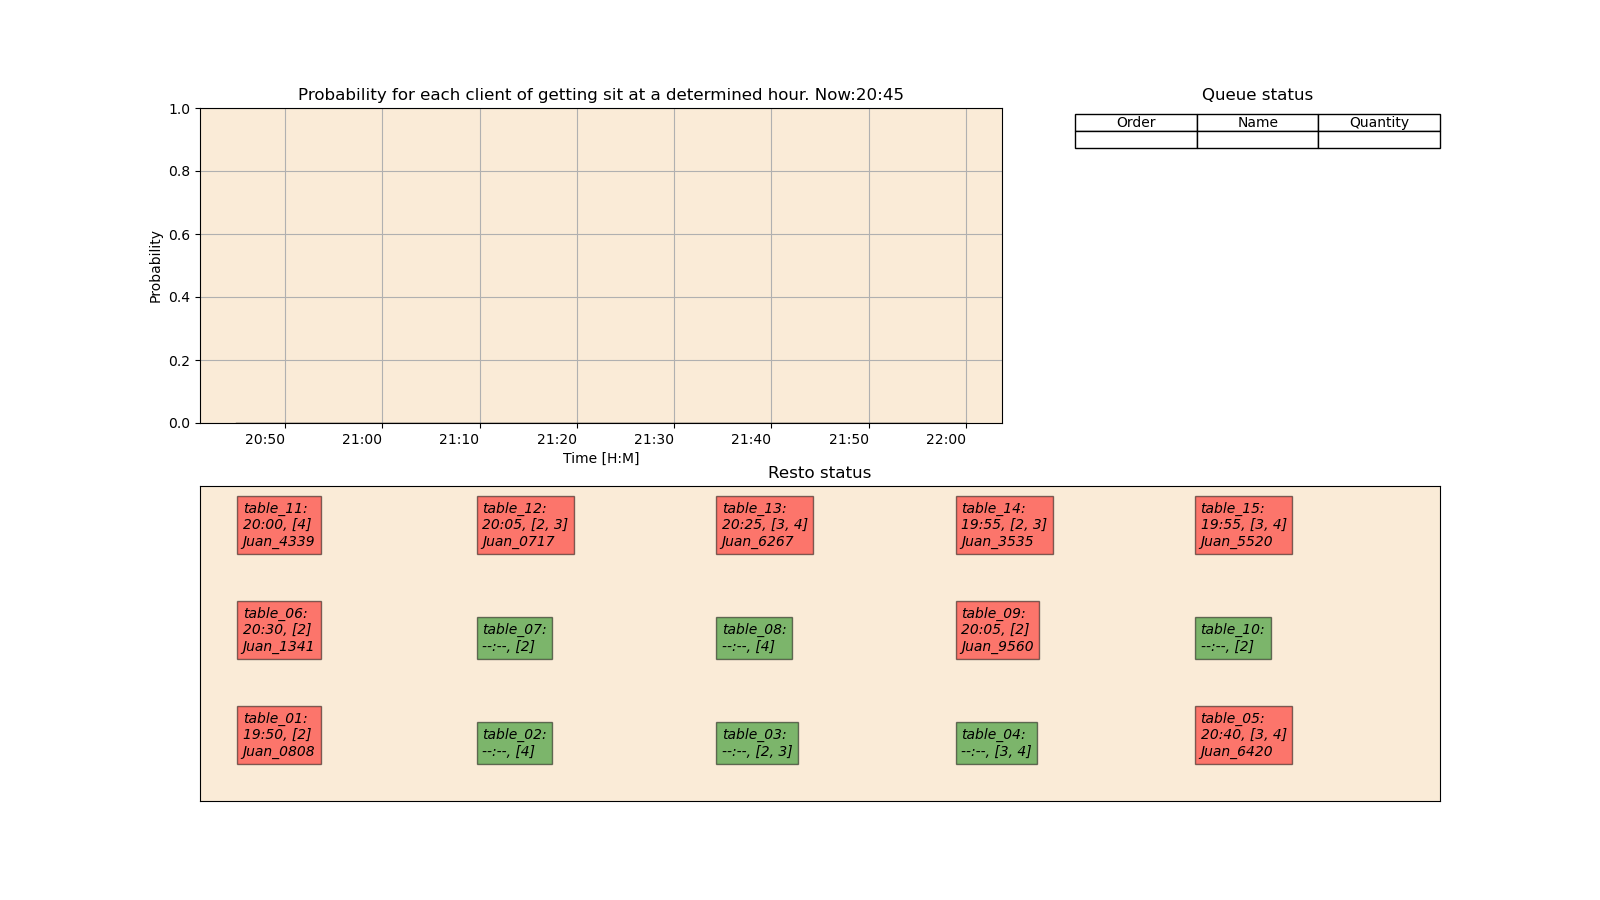 Probability for each client of getting sit at a determined hour. Now:20:45
1.0
0.8
0.6
0.4
0.2
0.0
Probability
20:50 21:00 21:10 21:20 21:30 21:40 21:50 22:00
Time [H:M]
Queue status
Order Name Quantity
Resto status
table_11:
20:00, [4]
Juan_4339
table_12:
20:05, [2, 3]
Juan_0717
table_13:
20:25, [3, 4]
Juan_6267
table_14:
19:55, [2, 3]
Juan_3535
table_15:
19:55, [3, 4]
Juan_5520
table_06:
20:30, [2]
Juan_1341
table_07:
--:--, [2]
table_08:
--:--, [4]
table_09:
20:05, [2]
Juan_9560
table_10:
--:--, [2]
table_01:
19:50, [2]
Juan_0808
table_02:
--:--, [4]
table_03:
--:--, [2, 3]
table_04:
--:--, [3, 4]
table_05:
20:40, [3, 4]
Juan_6420